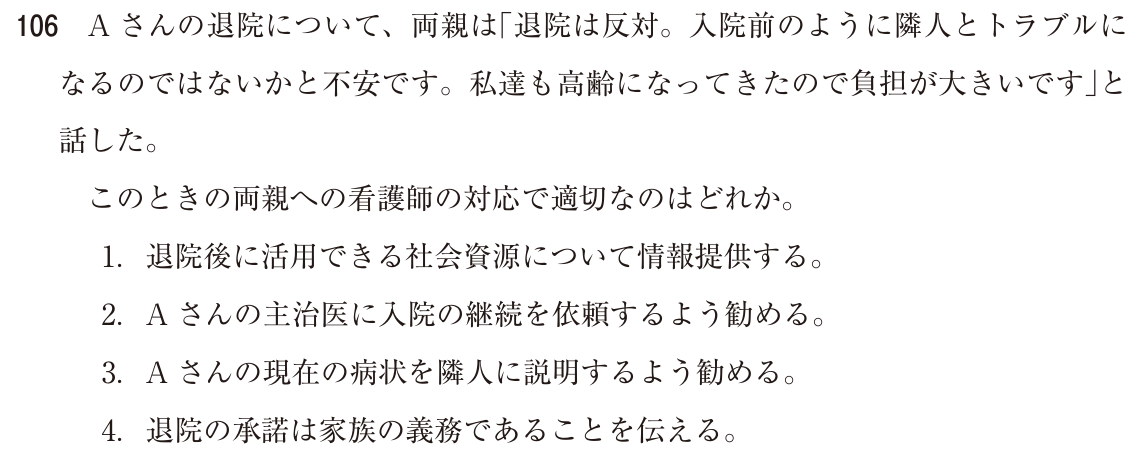 106 Aさんの退院について、両親は「退院は反対。入院前のように隣人とトラブルに
なるのではないかと不安です。私達も高齢になってきたので負担が大きいです」と
話した。
このときの両親への看護師の対応で適切なのはどれか。
1. 退院後に活用できる社会資源について情報提供する。
2. Aさんの主治医に入院の継続を依頼するよう勧める。
3. Aさんの現在の病状を隣人に説明するよう勧める。
4. 退院の承諾は家族の義務であることを伝える。